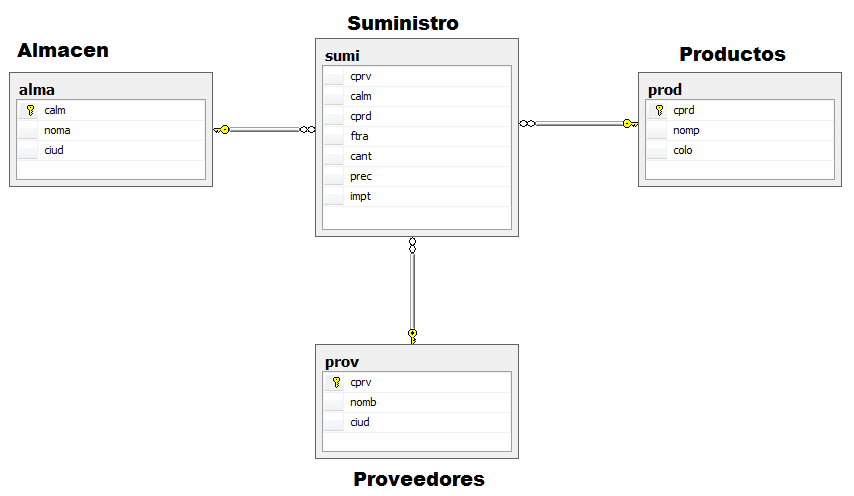 Almacen
alma
calm
noma
ciud
Suministro
sumi
cprv
calm
cprd
ftra
cant
prec
impt
Productos
prod
cprd
nomp
colo
prov
cprv
nomb
ciud
Proveedores